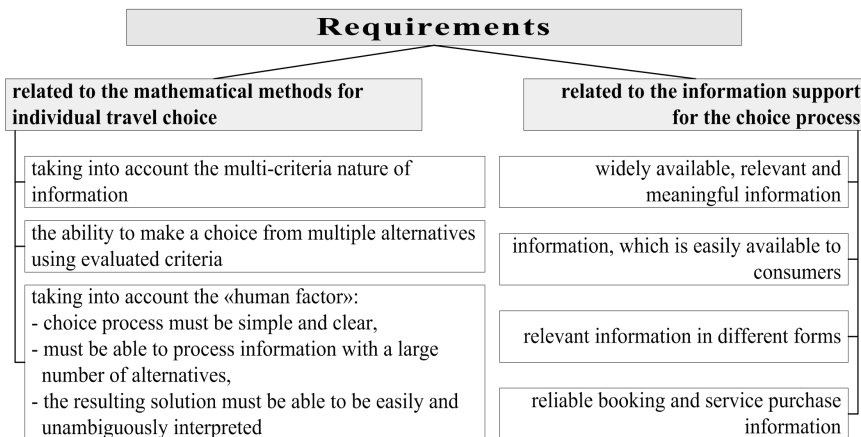 Requirements
related to the mathematical methods for
individual travel choice
taking into account the multi-criteria nature of
information
the ability to make a choice from multiple alternatives
using evaluated criteria
taking into account the «human factor»:
- choice process must be simple and clear,
- must be able to process information with a large
number of alternatives,
- the resulting solution must be able to be easily and
unambiguously interpreted
related to the information support
for the choice process
widely available, relevant and
meaningful information
information, which is easily available to
consumers
relevant information in different forms
reliable booking and service purchase
information